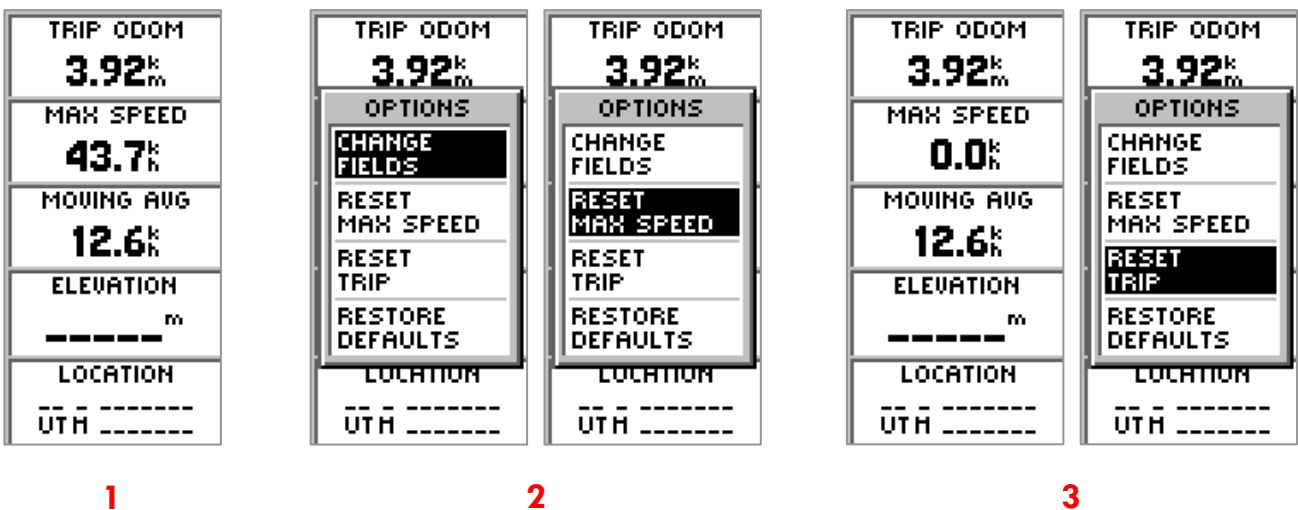 TRIP ODOM
3.92km
MAX SPEED
43.7kh
MOVING AVG
12.6kh
ELEVATION
_____m
LOCATION
-- - -------
UTM -------
1
TRIP ODOM
3.92km
OPTIONS
CHANGE
FIELDS
RESET
MAX SPEED
RESET
TRIP
RESTORE
DEFAULTS
LOCATION
-- - -------
UTM -------
TRIP ODOM
3.92km
OPTIONS
CHANGE
FIELDS
RESET
MAX SPEED
RESET
TRIP
RESTORE
DEFAULTS
LOCATION
-- - -------
UTM -------
2
TRIP ODOM
3.92km
MAX SPEED
0.0kh
MOVING AVG
12.6kh
ELEVATION
_____m
LOCATION
-- - -------
UTM -------
TRIP ODOM
3.92km
OPTIONS
CHANGE
FIELDS
RESET
MAX SPEED
RESET
TRIP
RESTORE
DEFAULTS
LOCATION
-- - -------
UTM -------
3